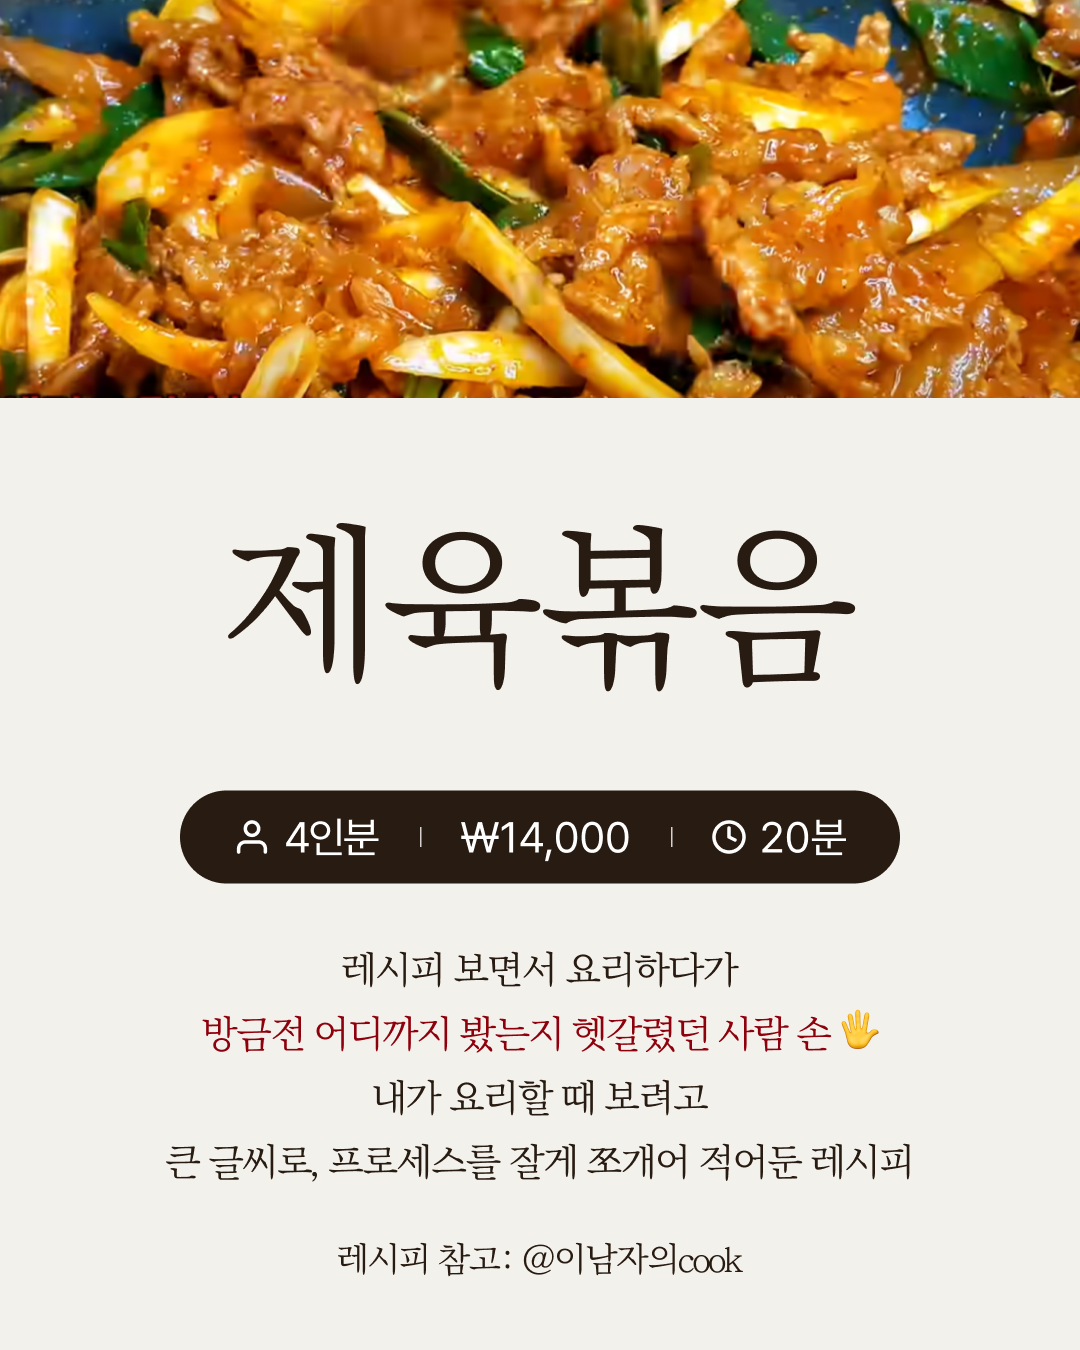 제육볶음
4인분 | ₩14,000 | 20분
레시피 보면서 요리하다가
방금전 어디까지 봤는지 헷갈렸던 사람 손🖐️
내가 요리할 때 보려고
큰 글씨로, 프로세스를 잘게 쪼개어 적어둔 레시피
레시피 참고: @이남자의cook